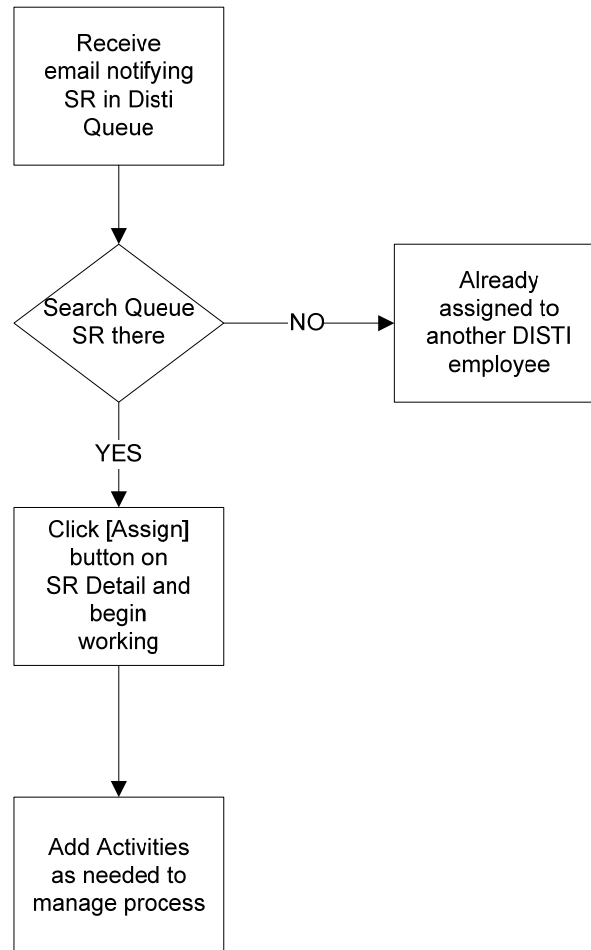 Receive
email notifying
SR in Disti
Queue
Search Queue
SR there
NO
Already
assigned to
another DISTI
employee
YES
Click [Assign]
button on
SR Detail and
begin
working
Add Activities
as needed to
manage process